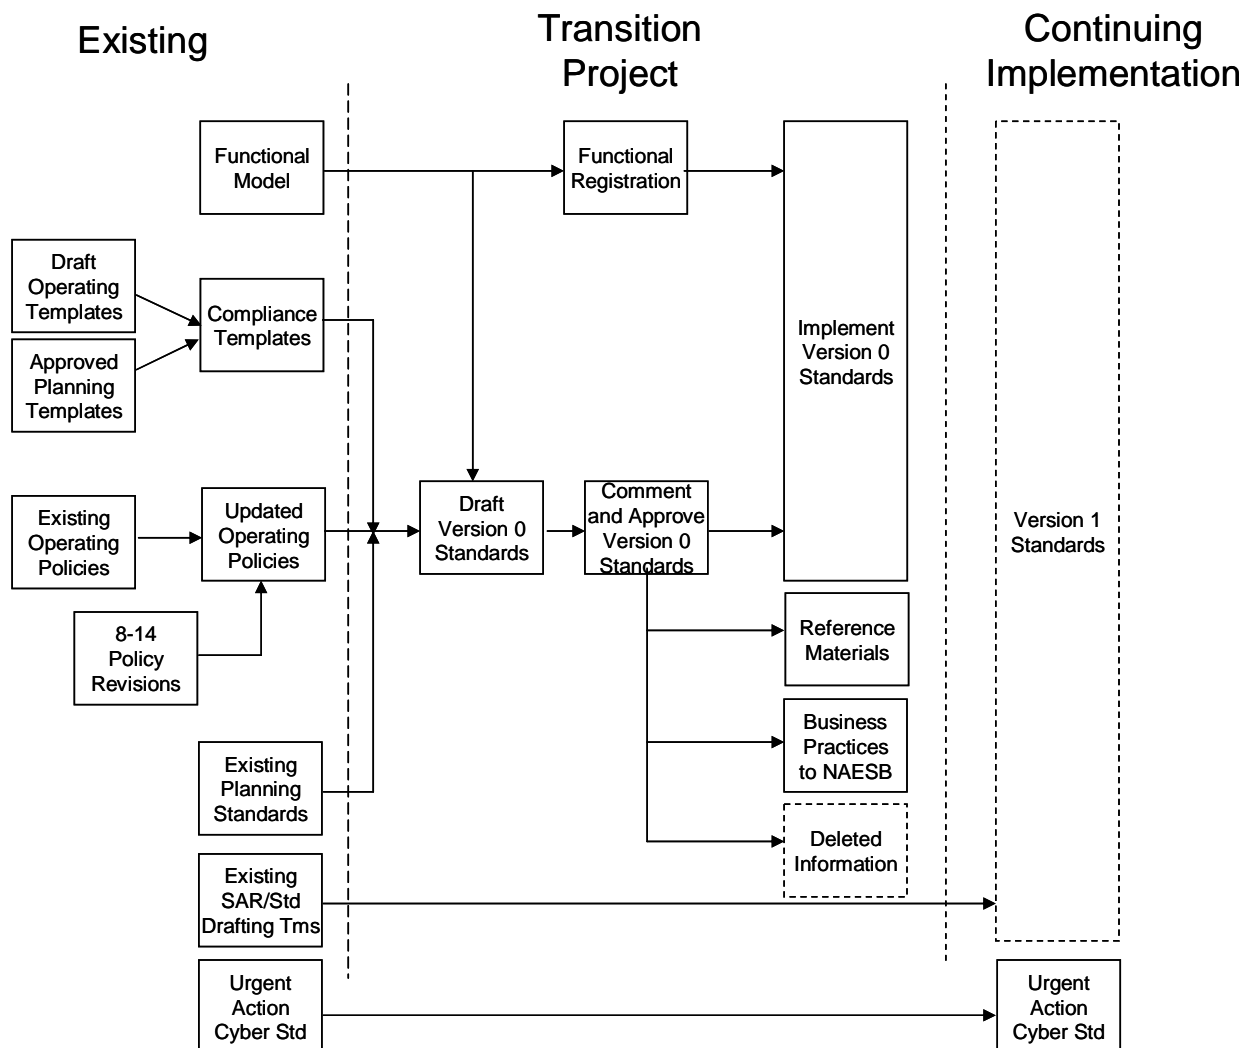 Existing
Transition
Project
Continuing
Implementation
Functional
Model
Functional
Registration
Draft
Operating
Templates
Approved
Planning
Templates
Compliance
Templates
Implement
Version 0
Standards
Existing
Operating
Policies
Updated
Operating
Policies
8-14
Policy
Revisions
Draft
Version 0
Standards
Comment
and Approve
Version 0
Standards
Version 1
Standards
Reference
Materials
Business
Practices
to NAESB
Deleted
Information
Existing
Planning
Standards
Existing
SAR/Std
Drafting Tms
Urgent
Action
Cyber Std
Urgent
Action
Cyber Std